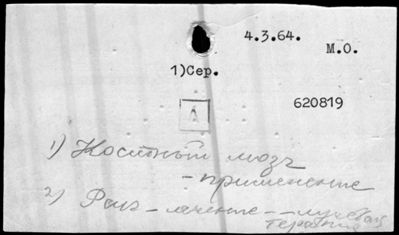 4.3.64.
М.О.
1)Сер.
620819
1
1) Костный мозг
- применение
2) Рак - лечение - лучевая
терапия